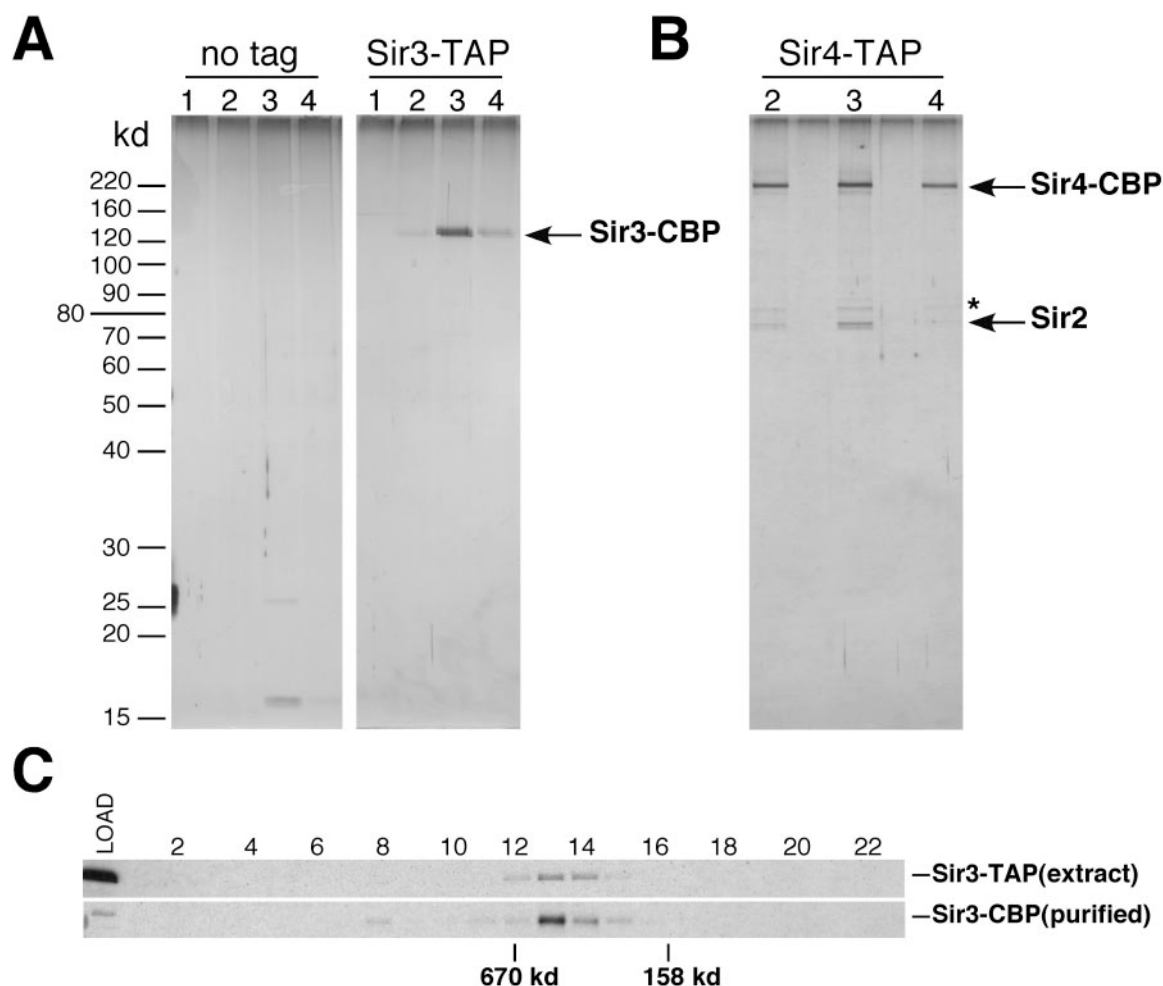 A
no tag
Sir3-TAP
1 2 3 4
1 2 3 4
kd
220
160
120
100
90
80
70
60
50
40
30
25
20
15
Sir3-CBP
B
Sir4-TAP
2 3 4
Sir4-CBP
*
Sir2
C
LOAD
2 4 6 8 10 12 14 16 18 20 22
Sir3-TAP(extract)
Sir3-CBP(purified)
670 kd
158 kd